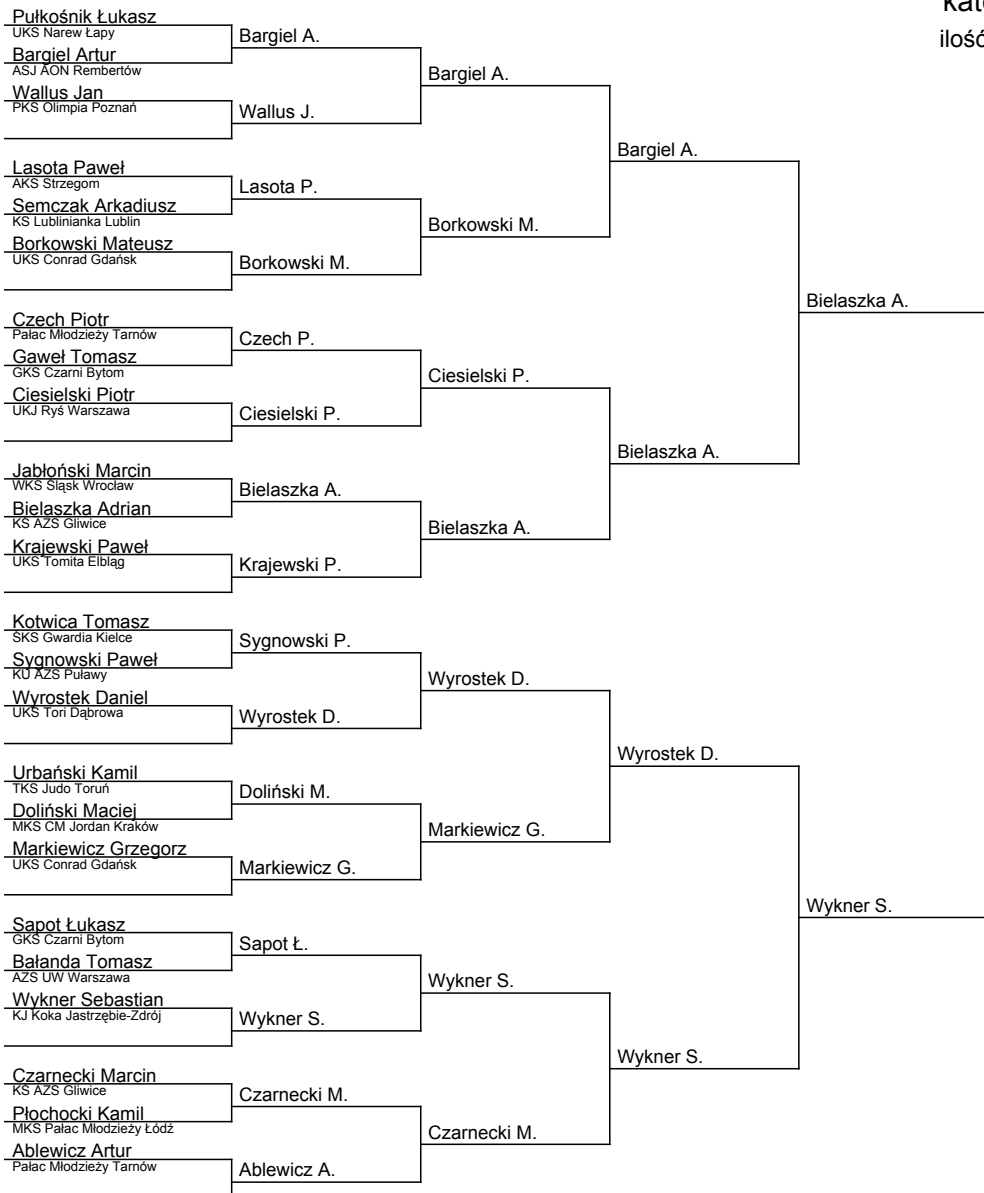 kate
ilość
Pułkośnik Łukasz
UKS Narew Łapy
Bargiel A.
Bargiel Artur
ASJ AON Rembertów
Bargiel A.
Wallus Jan
PKS Olimpia Poznań
Wallus J.
Bargiel A.
Lasota Paweł
AKS Strzegom
Lasota P.
Semczak Arkadiusz
KS Lublinianka Lublin
Borkowski M.
Borkowski Mateusz
UKS Conrad Gdańsk
Borkowski M.
Bielaszka A.
Czech Piotr
Pałac Młodzieży Tarnów
Czech P.
Gaweł Tomasz
GKS Czarni Bytom
Ciesielski P.
Ciesielski Piotr
UKJ Ryś Warszawa
Ciesielski P.
Bielaszka A.
Jabłoński Marcin
WKS Śląsk Wrocław
Bielaszka A.
Bielaszka Adrian
KŚ AZS Gliwice
Bielaszka A.
Krajewski Paweł
UKS Tomita Elbląg
Krajewski P.
Kotwica Tomasz
ŚKS Gwardia Kielce
Sygnowski P.
Sygnowski Paweł
KU AZS Puławy
Wyrostek D.
Wyrostek Daniel
UKS Tori Dąbrowa
Wyrostek D.
Wyrostek D.
Urbański Kamil
TKS Judo Toruń
Doliński M.
Doliński Maciej
MKS CM Jordan Kraków
Markiewicz G.
Markiewicz Grzegorz
UKS Conrad Gdańsk
Markiewicz G.
Wykner S.
Sapot Łukasz
GKS Czarni Bytom
Sapot Ł.
Bałanda Tomasz
AZS UW Warszawa
Wykner S.
Wykner Sebastian
KJ Koka Jastrzębie-Zdrój
Wykner S.
Wykner S.
Czarnecki Marcin
KŚ AZS Gliwice
Czarnecki M.
Płochocki Kamil
MKS Pałac Młodzieży Łódź
Czarnecki M.
Ablewicz Artur
Pałac Młodzieży Tarnów
Ablewicz A.